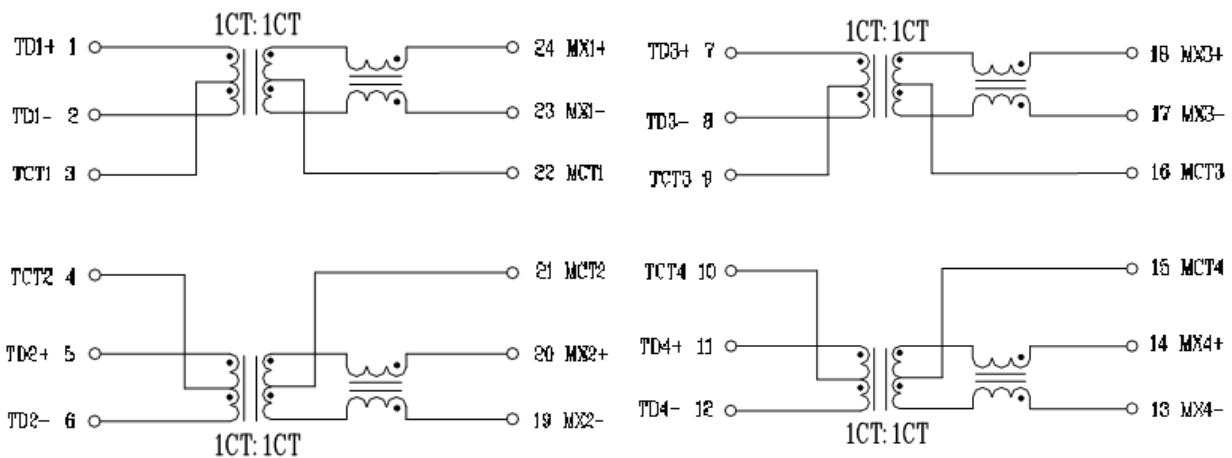 1CT: 1CT
TD1+ 1
24 MX1+
TD1- 2
23 MX1-
TCT1 3
22 MCT1
TCT2 4
21 MCT2
TD2+ 5
20 MX2+
TD2- 6
19 MX2-
1CT: 1CT
1CT: 1CT
TD3+ 7
18 MX3+
TD3- 8
17 MX3-
TCT3 9
16 MCT3
TCT4 10
15 MCT4
TD4+ 11
14 MX4+
TD4- 12
13 MX4-
1CT: 1CT